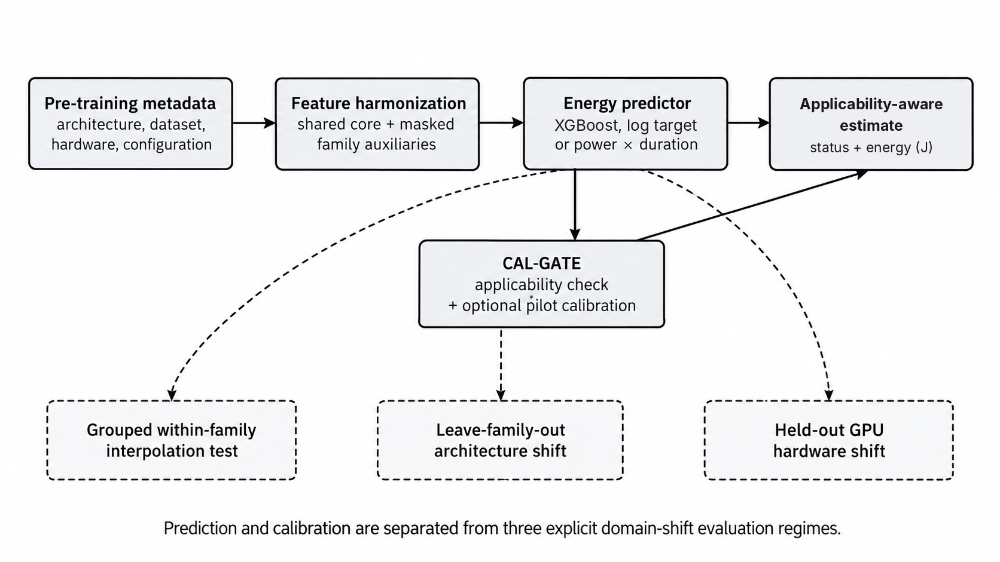 Pre-training metadata
architecture, dataset,
hardware, configuration
Feature harmonization
shared core + masked
family auxiliaries
Energy predictor
XGBoost, log target
or power × duration
Applicability-aware
estimate
status + energy (J)
CAL-GATE
applicability check
+ optional pilot calibration
Grouped within-family
interpolation test
Leave-family-out
architecture shift
Held-out GPU
hardware shift
Prediction and calibration are separated from three explicit domain-shift evaluation regimes.